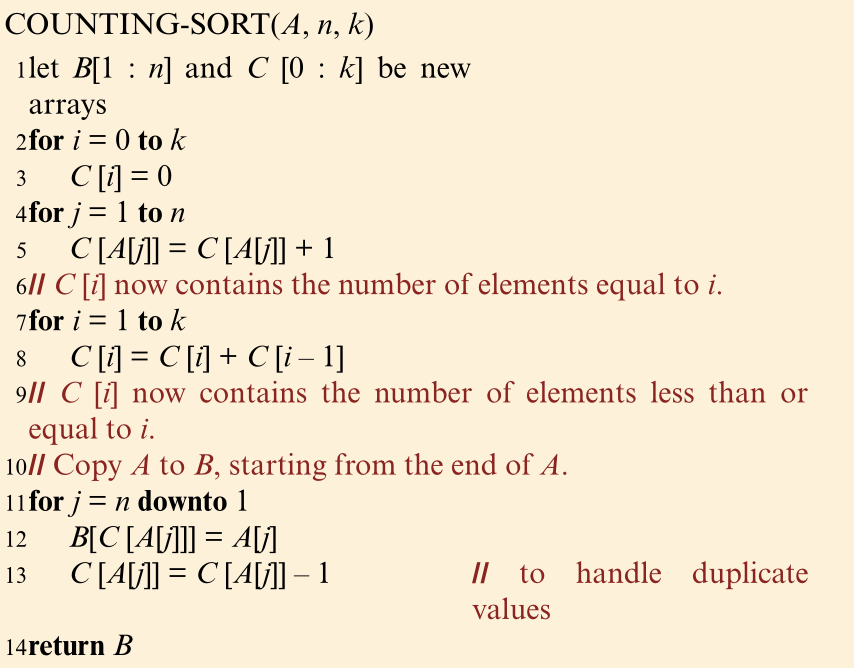 COUNTING-SORT(A, n, k)
1let B[1 : n] and C [0 : k] be new
arrays
2for i = 0 to k
3 C [i] = 0
4for j = 1 to n
5 C [A[j]] = C [A[j]] + 1
6// C [i] now contains the number of elements equal to i.
7for i = 1 to k
8 C [i] = C [i] + C [i – 1]
9// C [i] now contains the number of elements less than or
equal to i.
10// Copy A to B, starting from the end of A.
11for j = n downto 1
12 B[C [A[j]]] = A[j]
13 C [A[j]] = C [A[j]] – 1 // to handle duplicate
values
14return B